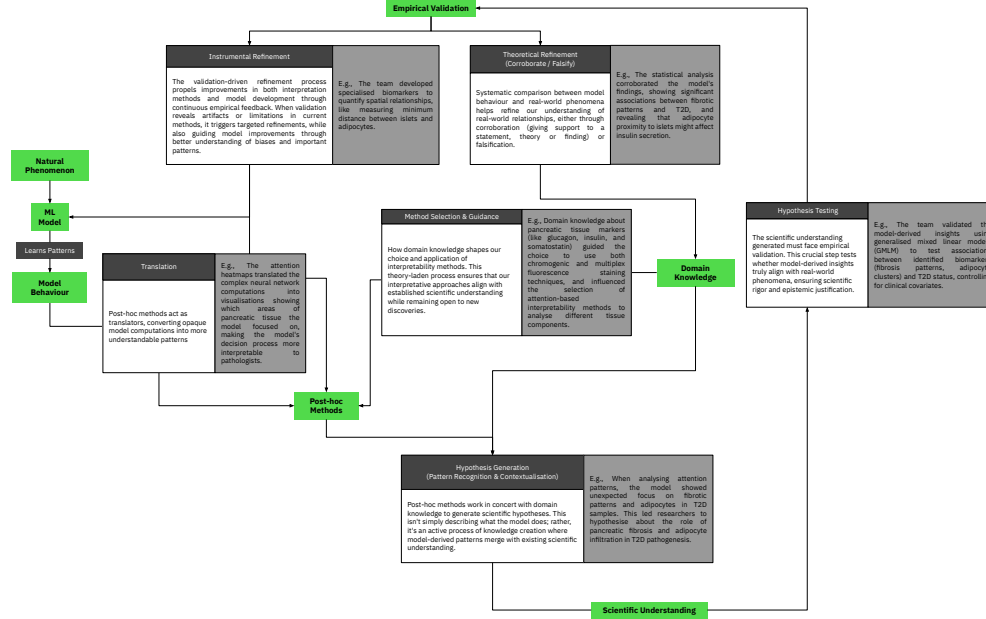 Empirical Validation
Instrumental Refinement
The validation-driven refinement process
propels improvements in both interpretation
methods and model development through
continuous empirical feedback. When validation
reveals artifacts or limitations in current
methods, it triggers targeted refinements, while
also guiding model improvements through
better understanding of biases and important
patterns.
E.g., The team developed
specialised biomarkers to
quantify spatial relationships,
like measuring minimum
distance between islets and
adipocytes.
Theoretical Refinement
(Corroborate / Falsify)
Systematic comparison between model
behaviour and real-world phenomena
helps refine our understanding of
real-world relationships, either through
corroboration (giving support to a
statement, theory or finding) or
falsification.
E.g., The statistical analysis
corroborated the model's
findings, showing significant
associations between fibrotic
patterns and T2D, and
revealing that adipocyte
proximity to islets might affect
insulin secretion.
Natural
Phenomenon
ML
Model
Learns Patterns
Model
Behaviour
Translation
Post-hoc methods act as
translators, converting opaque
model computations into more
understandable patterns
E.g., The attention
heatmaps translated the
complex neural network
computations into
visualisations showing
which areas of
pancreatic tissue the
model focused on,
making the model's
decision process more
interpretable to
pathologists.
Method Selection & Guidance
How domain knowledge shapes our
choice and application of
interpretability methods. This
theory-laden process ensures that our
interpretative approaches align with
established scientific understanding
while remaining open to new
discoveries.
E.g., Domain knowledge about
pancreatic tissue markers
(like glucagon, insulin, and
somatostatin) guided the
choice to use both
chromogenic and multiplex
fluorescence staining
techniques, and influenced
the selection of
attention-based
interpretability methods to
analyse different tissue
components.
Domain
Knowledge
Hypothesis Testing
The scientific understanding
generated must face empirical
validation. This crucial step tests
whether model-derived insights
truly align with real-world
phenomena, ensuring scientific
rigor and epistemic justification.
E.g., The team validated
model-derived insights
generalised mixed linear
(GMLM) to test
between identified
(fibrosis patterns,
clusters) and T2D status,
for clinical covariates.
Post-hoc
Methods
Hypothesis Generation
(Pattern Recognition & Contextualisation)
Post-hoc methods work in concert with domain
knowledge to generate scientific hypotheses. This
isn't simply describing what the model does; rather,
it's an active process of knowledge creation where
model-derived patterns merge with existing scientific
understanding.
E.g., When analysing attention
patterns, the model showed
unexpected focus on fibrotic
patterns and adipocytes in T2D
samples. This led researchers to
hypothesise about the role of
pancreatic fibrosis and adipocyte
infiltration in T2D pathogenesis.
Scientific Understanding